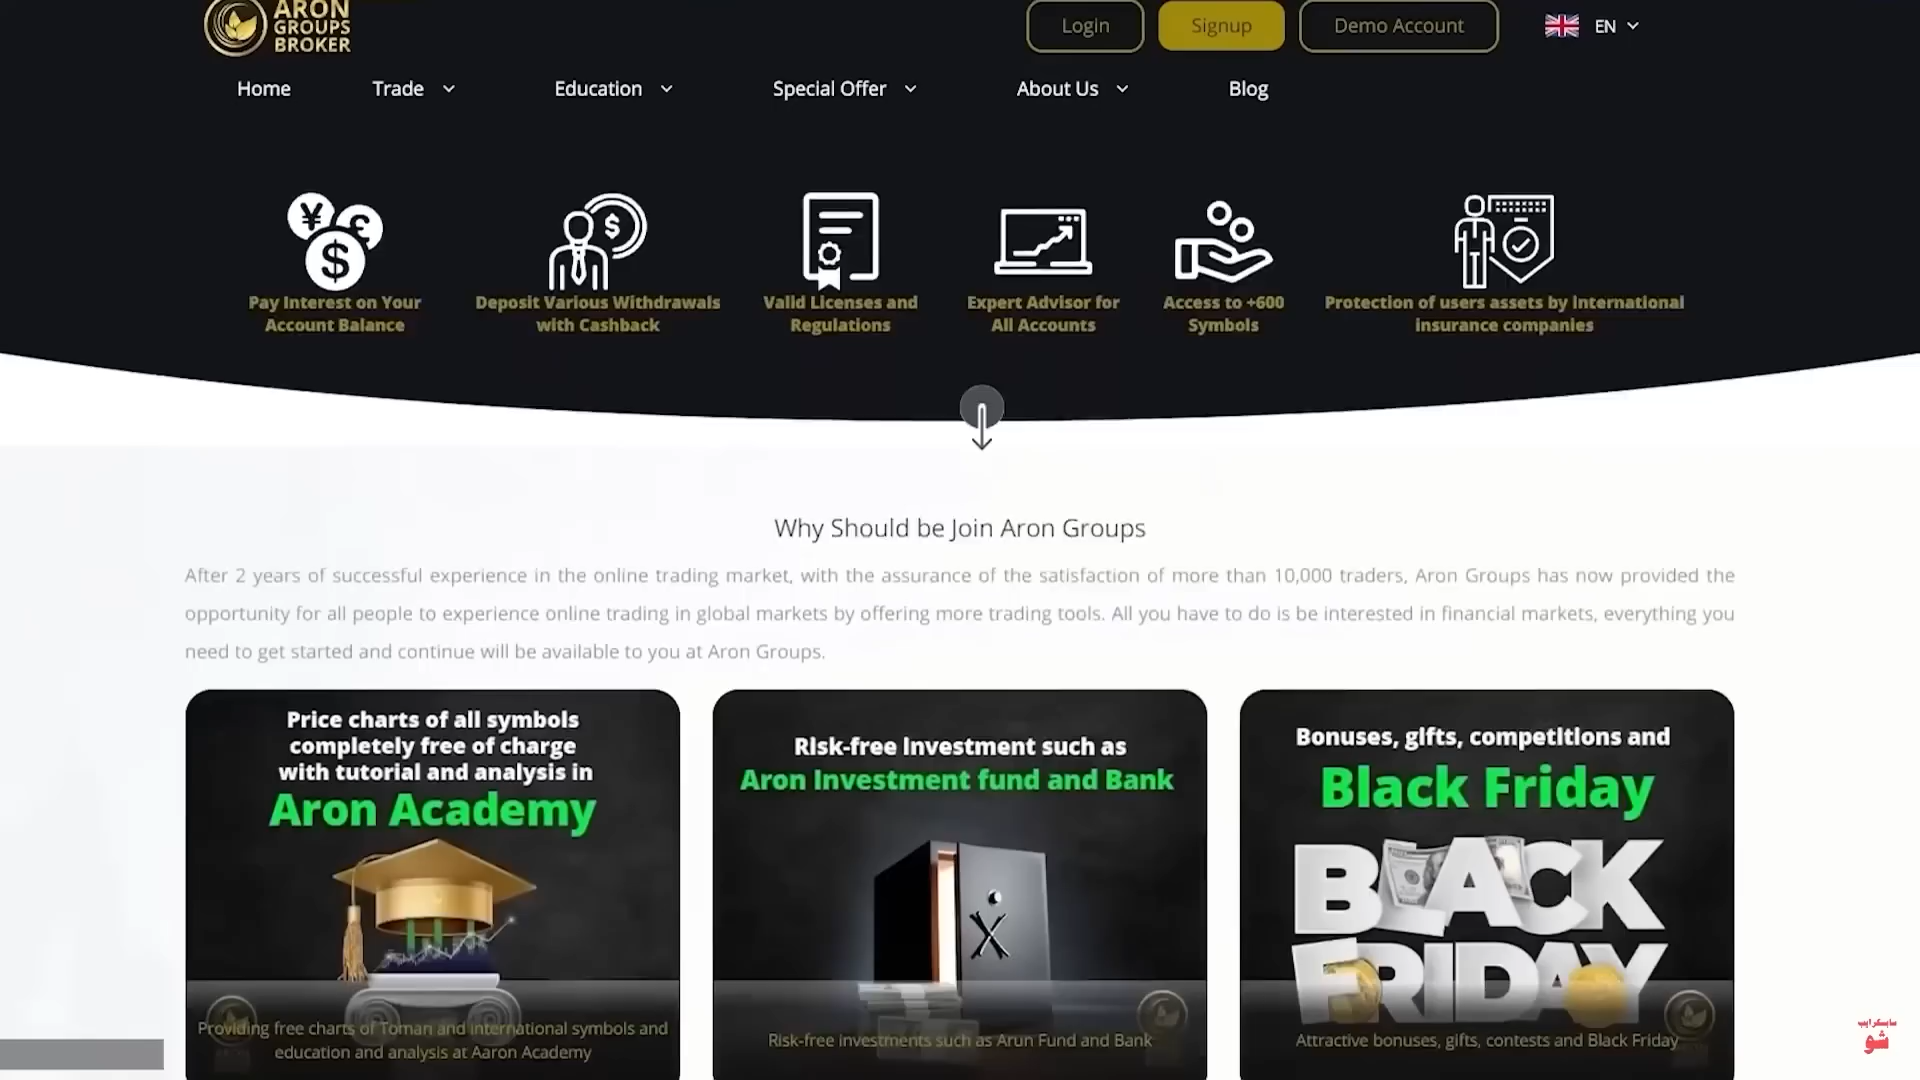 ARON
GROUPS
BROKER
Login
Signup
Demo Account
EN
Home
Trade
Education
Special Offer
About Us
Blog
Pay Interest on Your
Account Balance
Deposit Various Withdrawals
with Cashback
Valid Licenses and
Regulations
Expert Advisor for
All Accounts
Access to +600
Symbols
Protection of users assets by International
insurance companies
Why Should be Join Aron Groups
After 2 years of successful experience in the online trading market, with the assurance of the satisfaction of more than 10,000 traders, Aron Groups has now provided the
opportunity for all people to experience online trading in global markets by offering more trading tools. All you have to do is be interested in financial markets, everything you
need to get started and continue will be available to you at Aron Groups.
Price charts of all symbols
completely free of charge
with tutorial and analysis in
Aron Academy
Providing free charts of Toman and international symbols and
education and analysis at Aaron Academy
Risk-free investment such as
Aron Investment fund and Bank
Risk-free investments such as Arun Fund and Bank
Bonuses, gifts, competitions and
Black Friday
BLACK
FRIDAY
Attractive bonuses, gifts, contests and Black Friday
سابسکرایب
شو